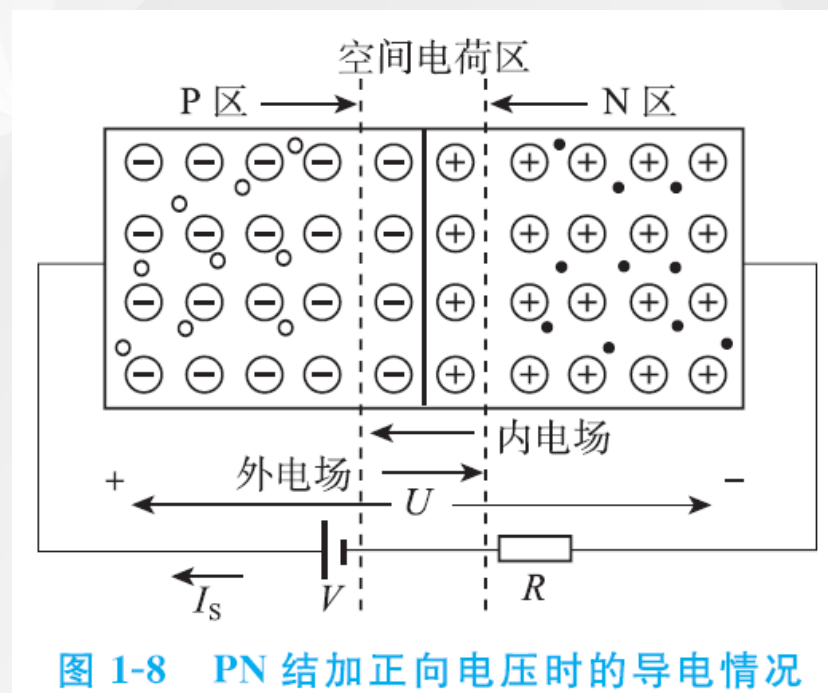 空间电荷区
P 区
N 区
内电场
外电场
+ U −
I_S
V
R
图 1-8 PN 结加正向电压时的导电情况